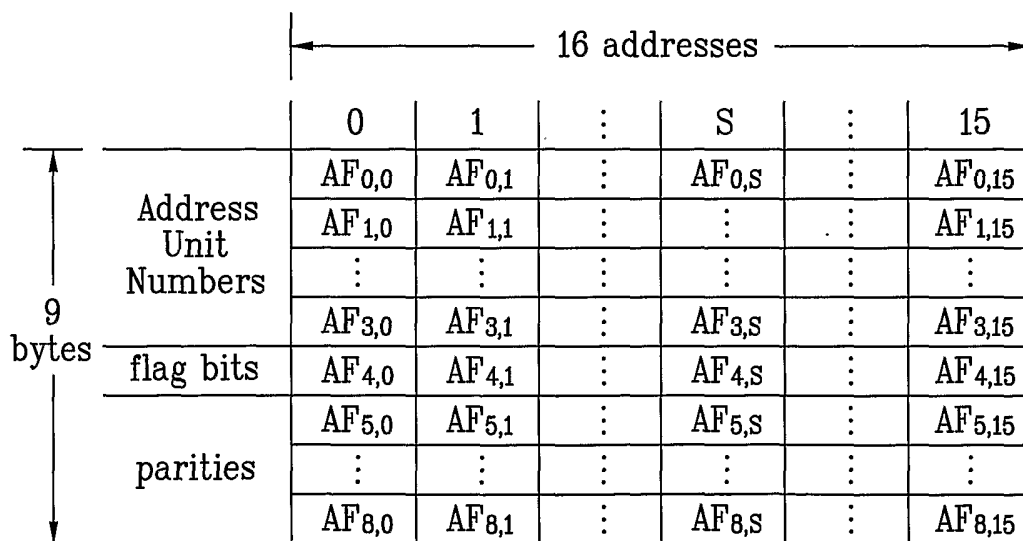 16 addresses
0 1 ⋮ S ⋮ 15
AF0,0 AF0,1 ⋮ AF0,S ⋮ AF0,15
Address Unit Numbers
AF1,0 AF1,1 ⋮ ⋮ ⋮ AF1,15
⋮ ⋮ ⋮ ⋮ ⋮ ⋮
AF3,0 AF3,1 ⋮ AF3,S ⋮ AF3,15
9 bytes
flag bits AF4,0 AF4,1 ⋮ AF4,S ⋮ AF4,15
AF5,0 AF5,1 ⋮ AF5,S ⋮ AF5,15
parities ⋮ ⋮ ⋮ ⋮ ⋮ ⋮
AF8,0 AF8,1 ⋮ AF8,S ⋮ AF8,15